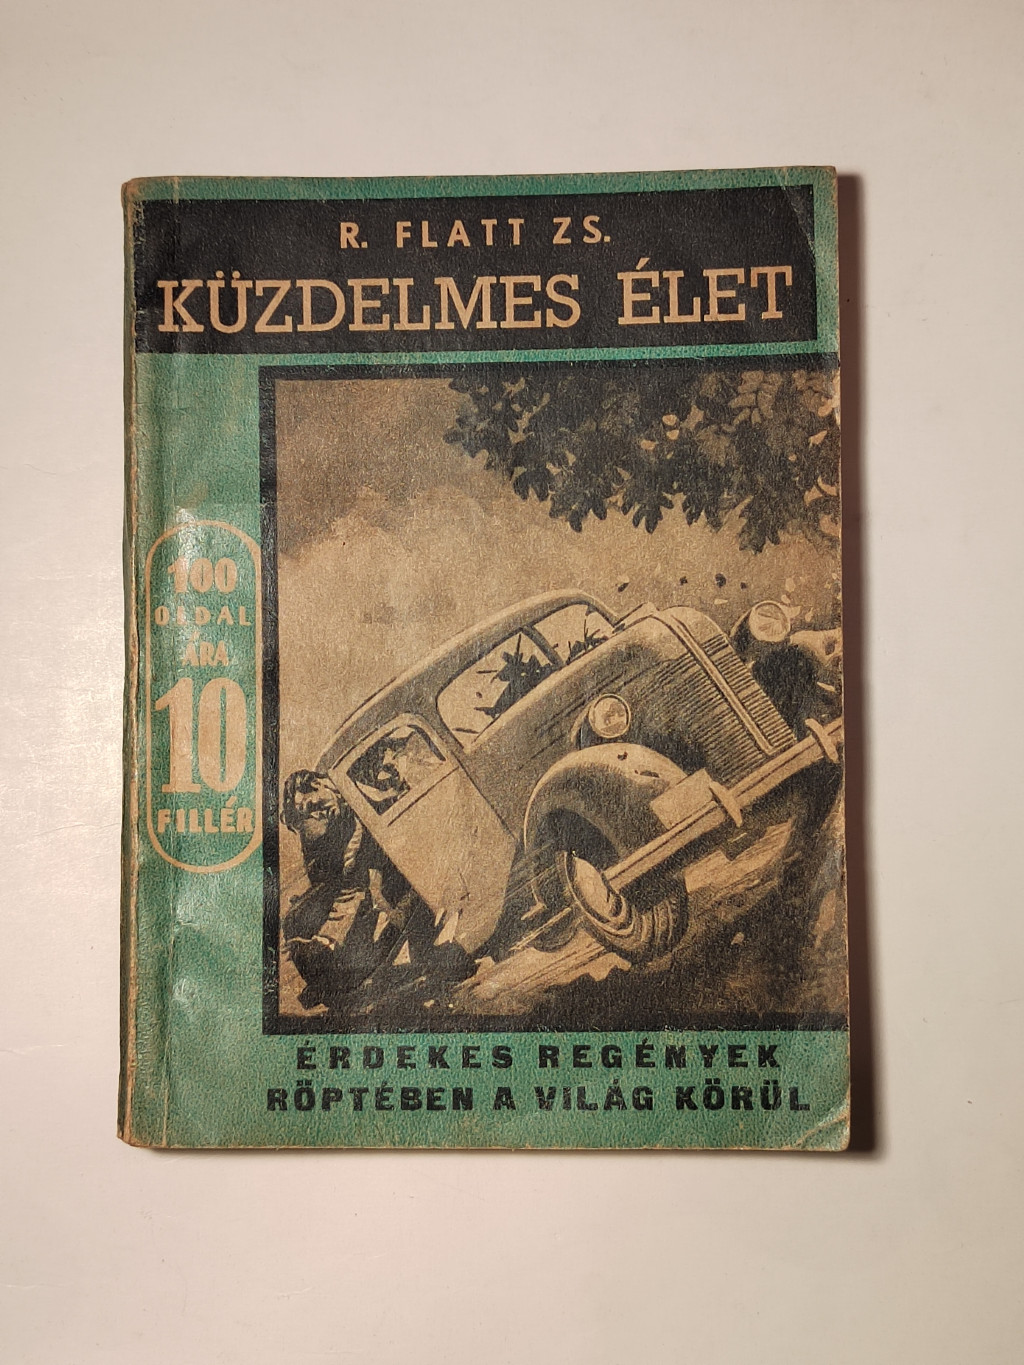 R. FLATT ZS.
KÜZDELMES ÉLET
100
OLDAL
ÁRA
10
FILLÉR
ÉRDEKES REGÉNYEK
RÖPTÉBEN A VILÁG KÖRÜL